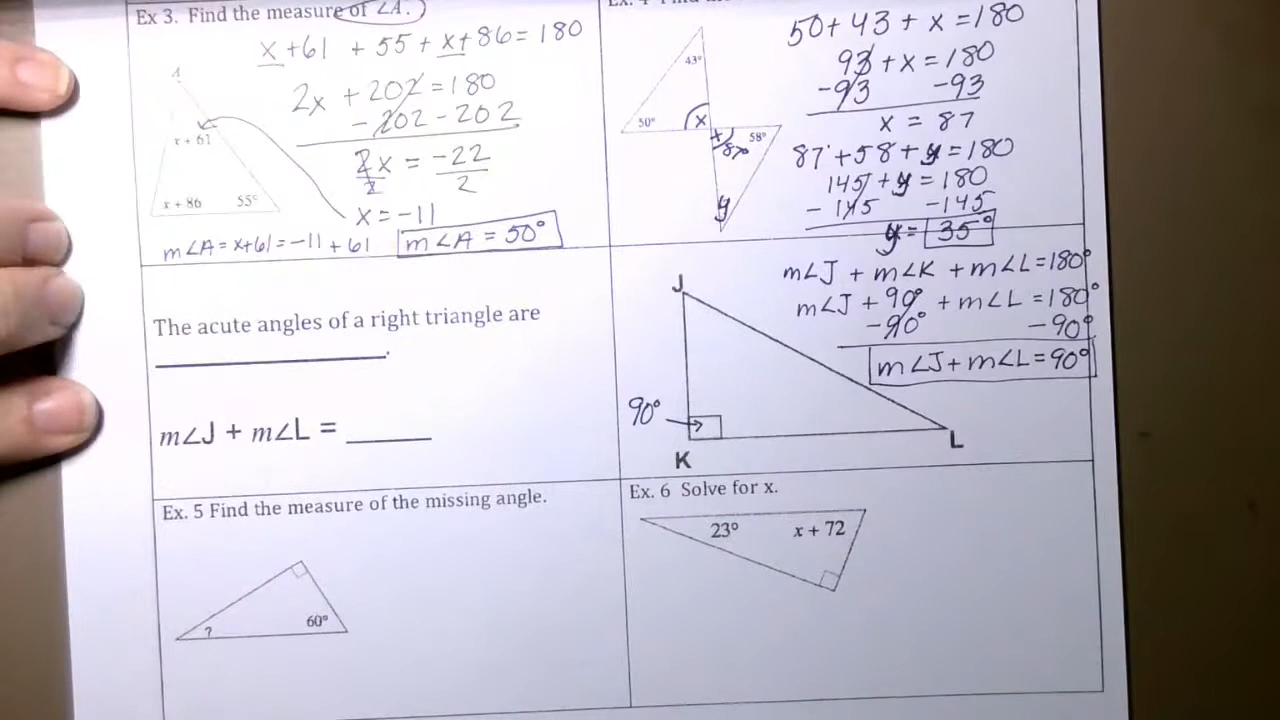 Ex 3. Find the measure of ∠A.
x+61 + 55 + x+86 = 180
2x + 202 = 180
- 202 - 202
2x = -22
2 2
x = -11
m∠A = x+61 = -11 + 61
m∠A = 50°
A
x + 61
x + 86
55°
50 + 43 + x = 180
93 + x = 180
-93 -93
x = 87
87 + 58 + y = 180
145 + y = 180
- 145 -145
y = 35°
43°
50°
x
x
87°
58°
y
The acute angles of a right triangle are
.
m∠J + m∠L =
m∠J + m∠K + m∠L = 180°
m∠J + 90° + m∠L = 180°
-90° -90°
m∠J + m∠L = 90°
J
90°
K
L
Ex. 5 Find the measure of the missing angle.
?
60°
Ex. 6 Solve for x.
23°
x + 72